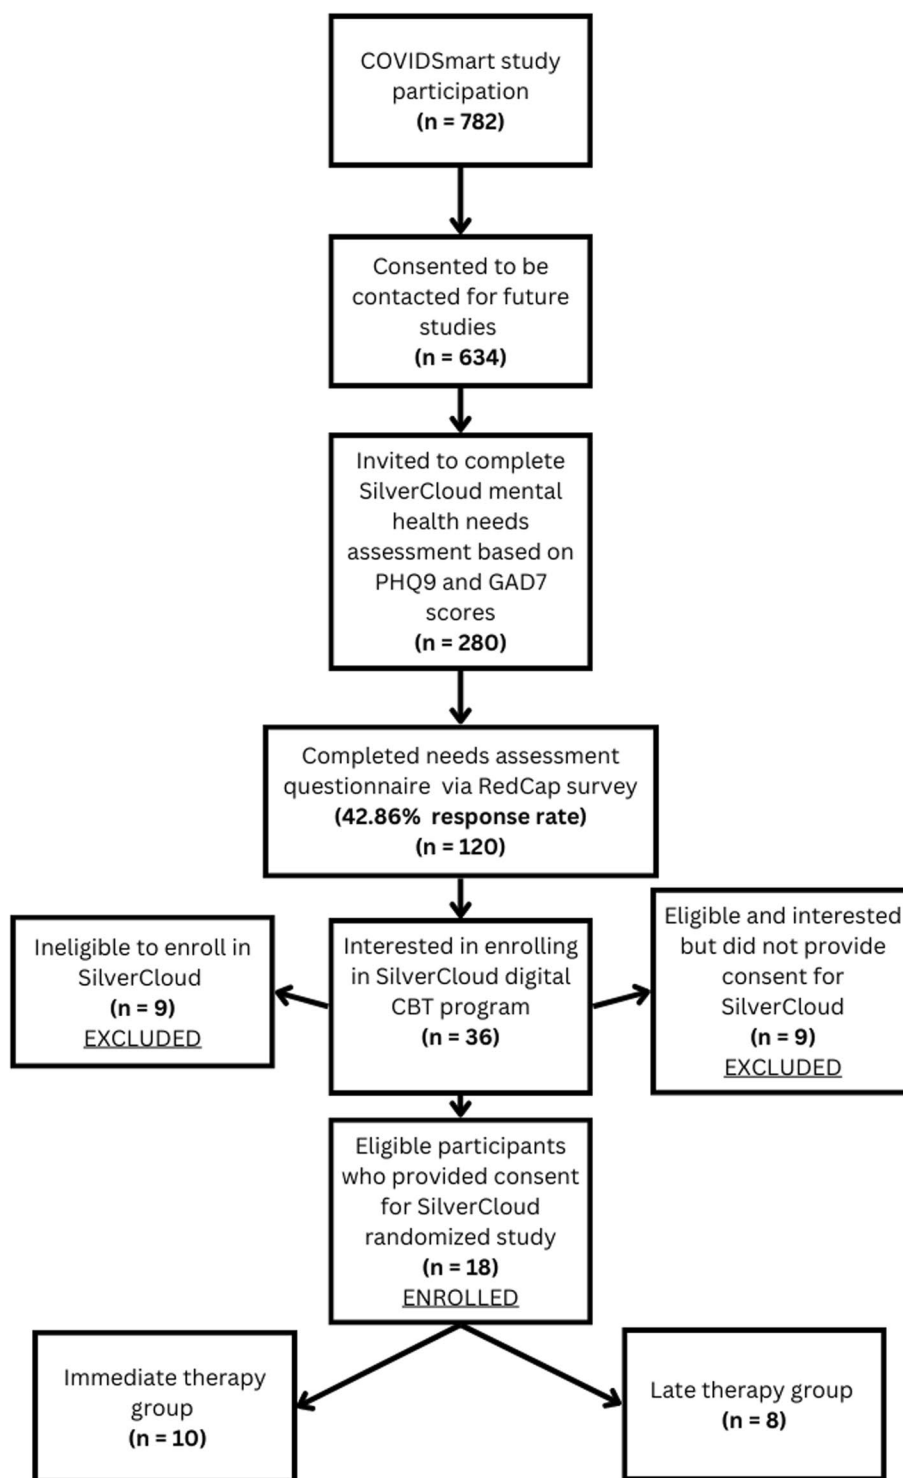 COVIDSmart study
participation
(n = 782)
Consented to be
contacted for future
studies
(n = 634)
Invited to complete
SilverCloud mental
health needs
assessment based on
PHQ9 and GAD7
scores
(n = 280)
Completed needs assessment
questionnaire via RedCap survey
(42.86% response rate)
(n = 120)
Ineligible to enroll in
SilverCloud
(n = 9)
EXCLUDED
Interested in enrolling
in SilverCloud digital
CBT program
(n = 36)
Eligible and interested
but did not provide
consent for
SilverCloud
(n = 9)
EXCLUDED
Eligible participants
who provided consent
for SilverCloud
randomized study
(n = 18)
ENROLLED
Immediate therapy
group
(n = 10)
Late therapy group
(n = 8)